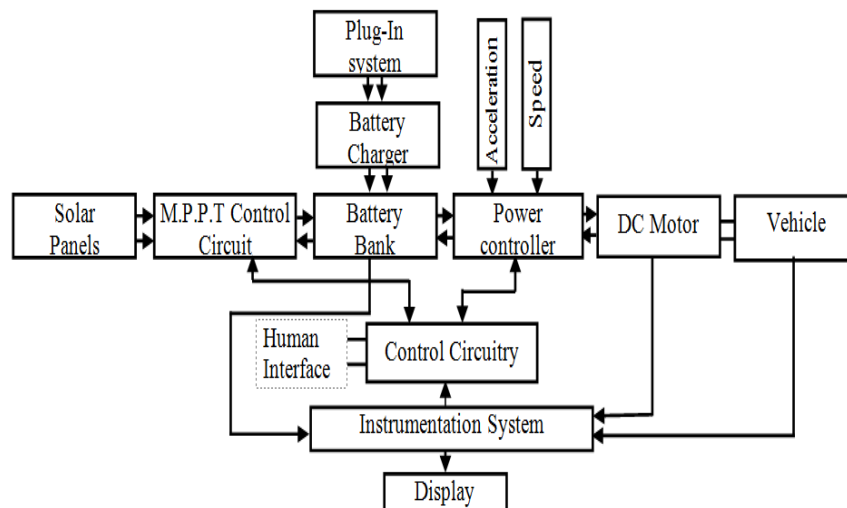 Plug-In
system
Acceleration
Speed
Battery
Charger
Solar
Panels
M.P.P.T Control
Circuit
Battery
Bank
Power
controller
DC Motor
Vehicle
Human
Interface
Control Circuitry
Instrumentation System
Display